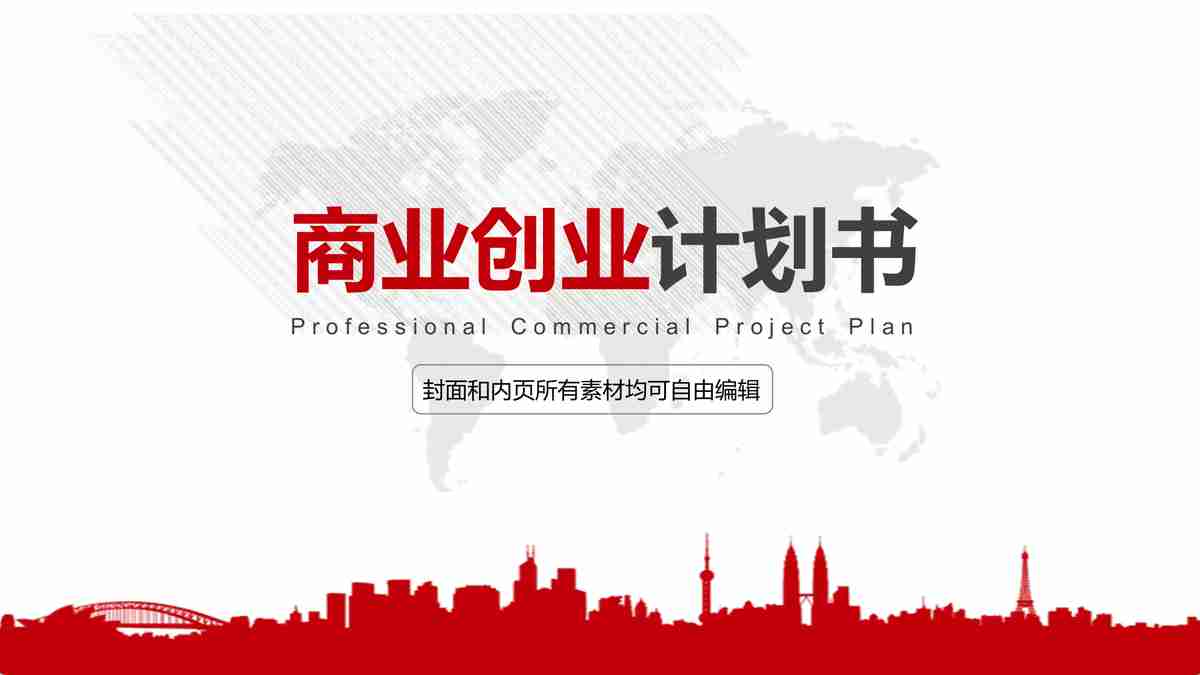 商业创业计划书
Professional Commercial Project Plan
封面和内页所有素材均可自由编辑